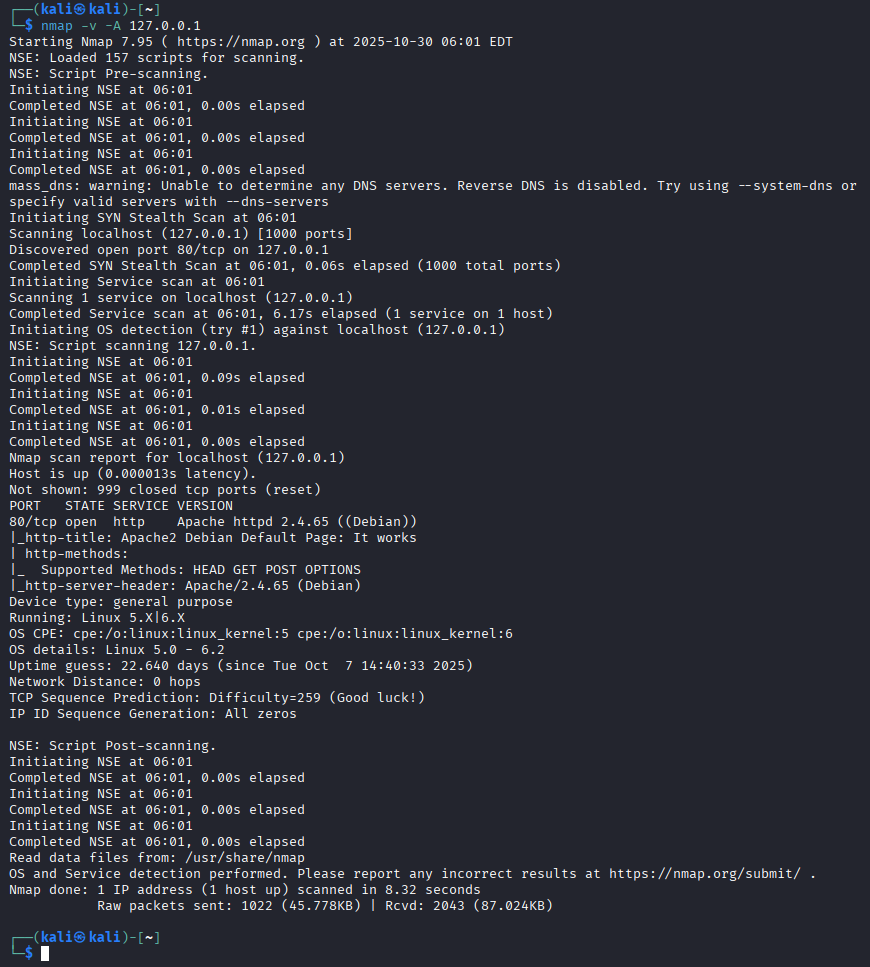 ┌──(kali㉿kali)-[~]
└─$ nmap -v -A 127.0.0.1
Starting Nmap 7.95 ( https://nmap.org ) at 2025-10-30 06:01 EDT
NSE: Loaded 157 scripts for scanning.
NSE: Script Pre-scanning.
Initiating NSE at 06:01
Completed NSE at 06:01, 0.00s elapsed
Initiating NSE at 06:01
Completed NSE at 06:01, 0.00s elapsed
Initiating NSE at 06:01
Completed NSE at 06:01, 0.00s elapsed
mass_dns: warning: Unable to determine any DNS servers. Reverse DNS is disabled. Try using --system-dns or
specify valid servers with --dns-servers
Initiating SYN Stealth Scan at 06:01
Scanning localhost (127.0.0.1) [1000 ports]
Discovered open port 80/tcp on 127.0.0.1
Completed SYN Stealth Scan at 06:01, 0.06s elapsed (1000 total ports)
Initiating Service scan at 06:01
Scanning 1 service on localhost (127.0.0.1)
Completed Service scan at 06:01, 6.17s elapsed (1 service on 1 host)
Initiating OS detection (try #1) against localhost (127.0.0.1)
NSE: Script scanning 127.0.0.1.
Initiating NSE at 06:01
Completed NSE at 06:01, 0.09s elapsed
Initiating NSE at 06:01
Completed NSE at 06:01, 0.01s elapsed
Initiating NSE at 06:01
Completed NSE at 06:01, 0.00s elapsed
Nmap scan report for localhost (127.0.0.1)
Host is up (0.000013s latency).
Not shown: 999 closed tcp ports (reset)
PORT   STATE SERVICE VERSION
80/tcp open  http    Apache httpd 2.4.65 ((Debian))
|_http-title: Apache2 Debian Default Page: It works
| http-methods:
|_  Supported Methods: HEAD GET POST OPTIONS
|_http-server-header: Apache/2.4.65 (Debian)
Device type: general purpose
Running: Linux 5.X|6.X
OS CPE: cpe:/o:linux:linux_kernel:5 cpe:/o:linux:linux_kernel:6
OS details: Linux 5.0 - 6.2
Uptime guess: 22.640 days (since Tue Oct  7 14:40:33 2025)
Network Distance: 0 hops
TCP Sequence Prediction: Difficulty=259 (Good luck!)
IP ID Sequence Generation: All zeros

NSE: Script Post-scanning.
Initiating NSE at 06:01
Completed NSE at 06:01, 0.00s elapsed
Initiating NSE at 06:01
Completed NSE at 06:01, 0.00s elapsed
Initiating NSE at 06:01
Completed NSE at 06:01, 0.00s elapsed
Read data files from: /usr/share/nmap
OS and Service detection performed. Please report any incorrect results at https://nmap.org/submit/ .
Nmap done: 1 IP address (1 host up) scanned in 8.32 seconds
           Raw packets sent: 1022 (45.778KB) | Rcvd: 2043 (87.024KB)

┌──(kali㉿kali)-[~]
└─$